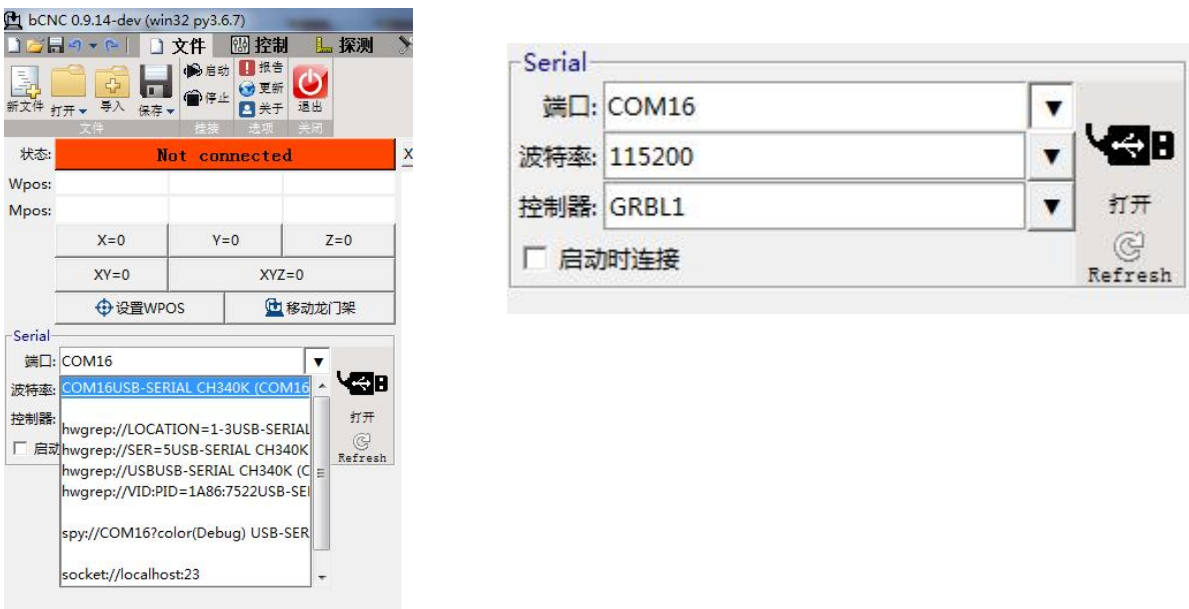 bCNC 0.9.14-dev (win32 py3.6.7)
文件 控制 探测
新文件 打开 导入 保存 启动 停止 报告 更新 关于 退出
文件 挂接 选项 关闭
状态: Not connected X
Wpos:
Mpos:
X=0 Y=0 Z=0
XY=0 XYZ=0
设置WPOS 移动龙门架
Serial
端口: COM16
波特率: COM16USB-SERIAL CH340K (COM16
控制器:
打开
hwgrep://LOCATION=1-3USB-SERIAL
启动
hwgrep://SER=5USB-SERIAL CH340K
Refresh
hwgrep://USBUSB-SERIAL CH340K (C
hwgrep://VID:PID=1A86:7522USB-SE
spy://COM16?color(Debug) USB-SER
socket://localhost:23
Serial
端口: COM16
波特率: 115200
控制器: GRBL1
打开
启动时连接
Refresh